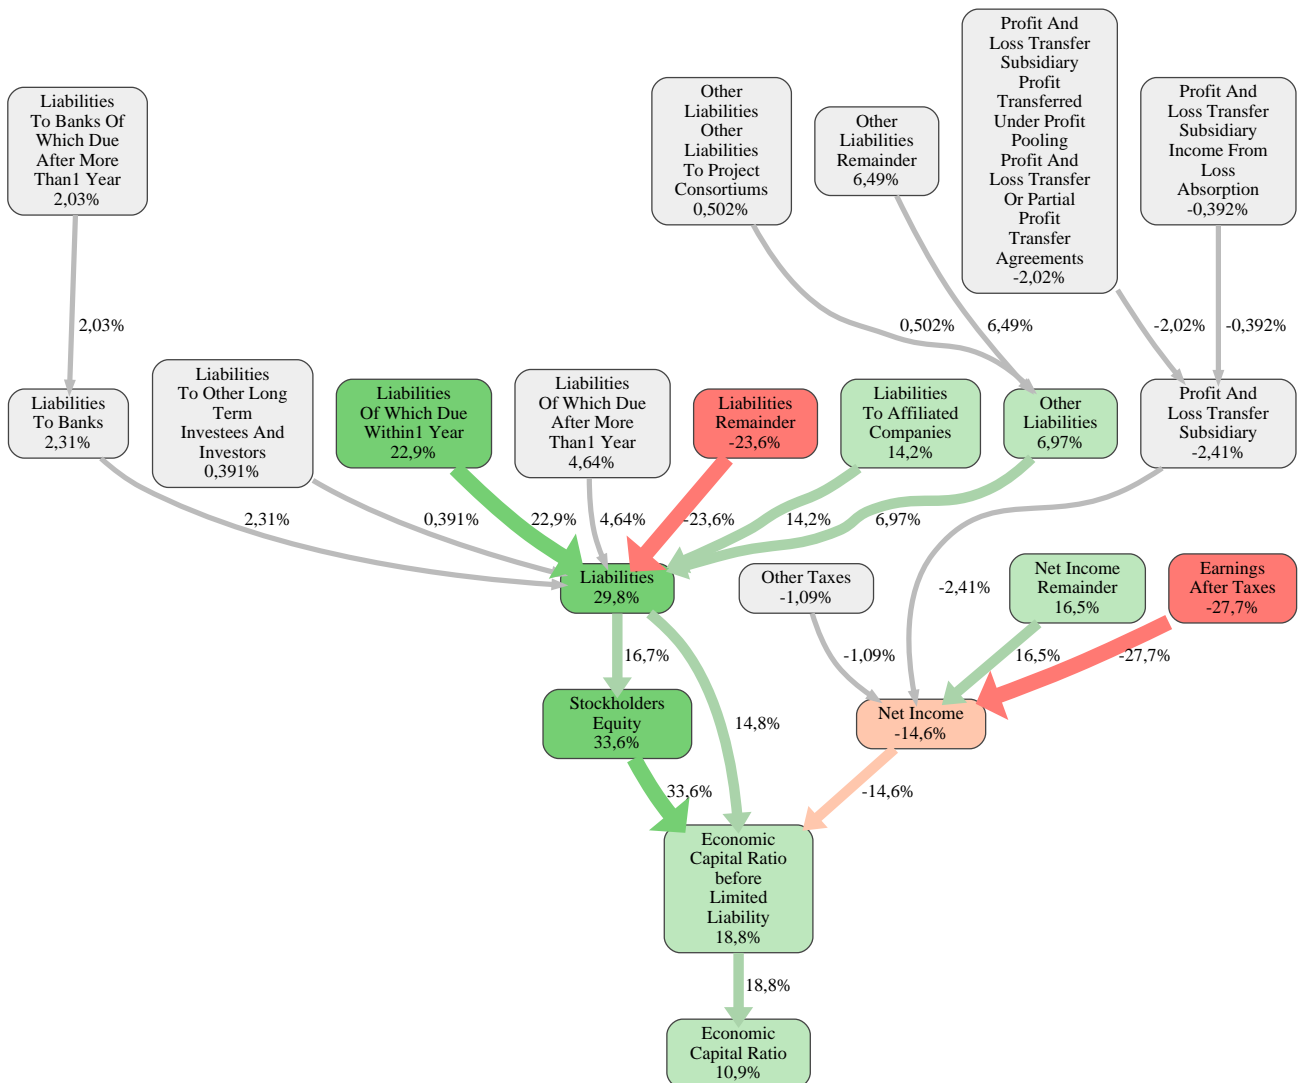 Profit And
Loss Transfer
Subsidiary
Profit
Transferred
Under Profit
Pooling
Profit And
Loss Transfer
Or Partial
Profit
Transfer
Agreements
-2,02%
Liabilities
To Banks Of
Which Due
After More
Than1 Year
2,03%
Other
Liabilities
Other
Liabilities
To Project
Consortiums
0,502%
Other
Liabilities
Remainder
6,49%
Profit And
Loss Transfer
Subsidiary
Income From
Loss
Absorption
-0,392%
2,03%
0,502%
6,49%
-2,02%
-0,392%
Liabilities
To Banks
2,31%
Liabilities
To Other Long
Term
Investees And
Investors
0,391%
Liabilities
Of Which Due
Within1 Year
22,9%
Liabilities
Of Which Due
After More
Than1 Year
4,64%
Liabilities
Remainder
-23,6%
Liabilities
To Affiliated
Companies
14,2%
Other
Liabilities
6,97%
Profit And
Loss Transfer
Subsidiary
-2,41%
2,31%
0,391%
22,9%
4,64%
-23,6%
14,2%
6,97%
-2,41%
Liabilities
29,8%
Other Taxes
-1,09%
Net Income
Remainder
16,5%
Earnings
After Taxes
-27,7%
16,7%
14,8%
-1,09%
16,5%
-27,7%
Stockholders
Equity
33,6%
Net Income
-14,6%
33,6%
-14,6%
Economic
Capital Ratio
before
Limited
Liability
18,8%
18,8%
Economic
Capital Ratio
10,9%